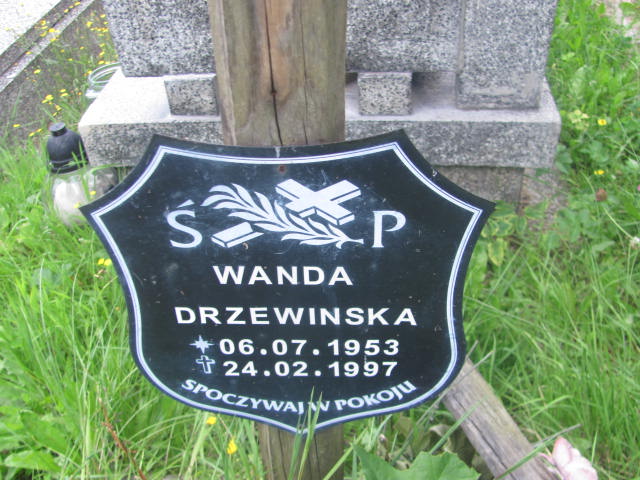 Ś P
WANDA
DRZEWINSKA
06.07.1953
24.02.1997
SPOCZYWAJ W POKOJU